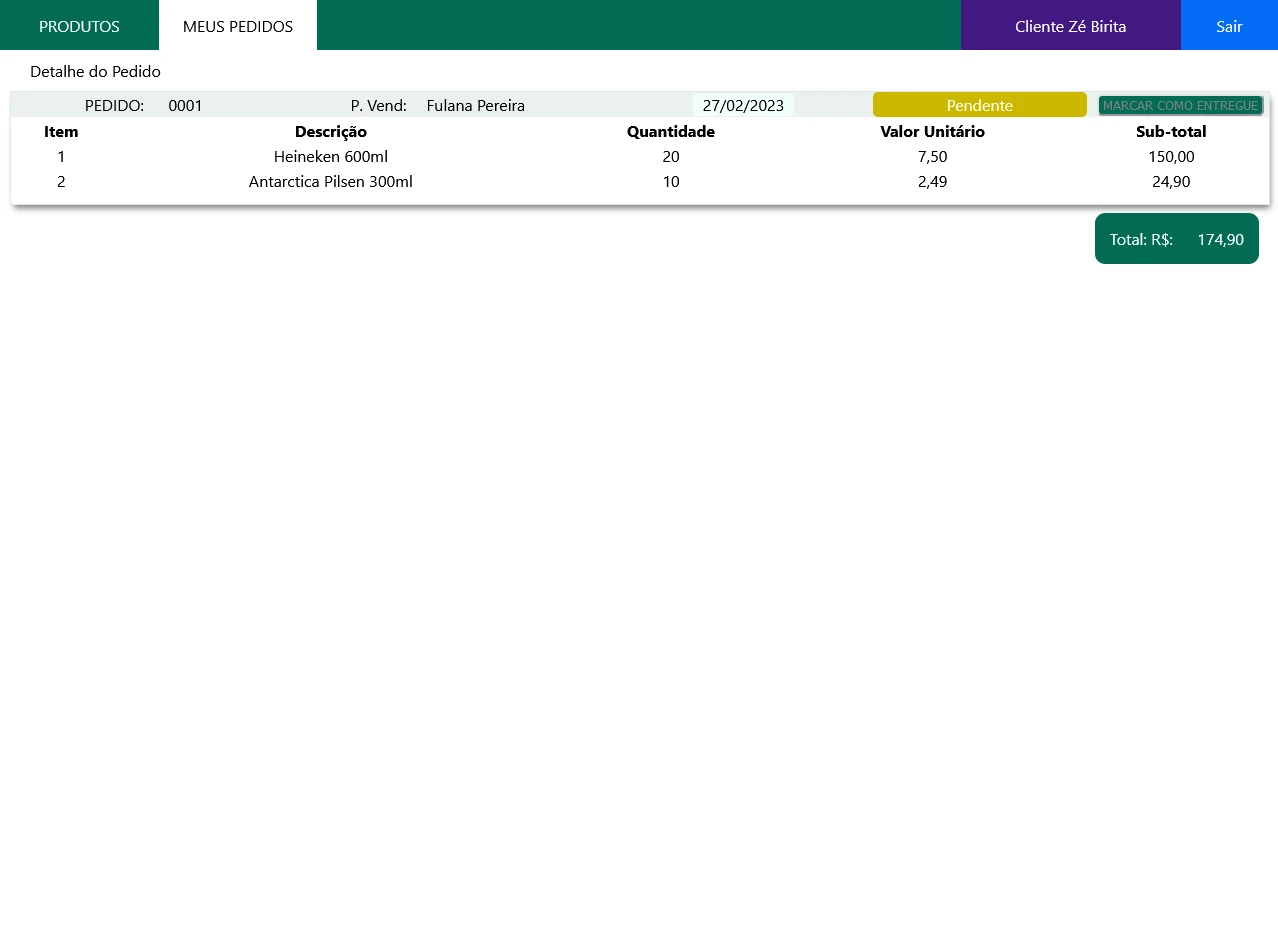 PRODUTOS MEUS PEDIDOS Cliente Zé Birita Sair
Detalhe do Pedido
PEDIDO: 0001 P. Vend: Fulana Pereira 27/02/2023 Pendente MARCAR COMO ENTREGUE
Item Descrição Quantidade Valor Unitário Sub-total
1 Heineken 600ml 20 7,50 150,00
2 Antarctica Pilsen 300ml 10 2,49 24,90
Total: R$: 174,90